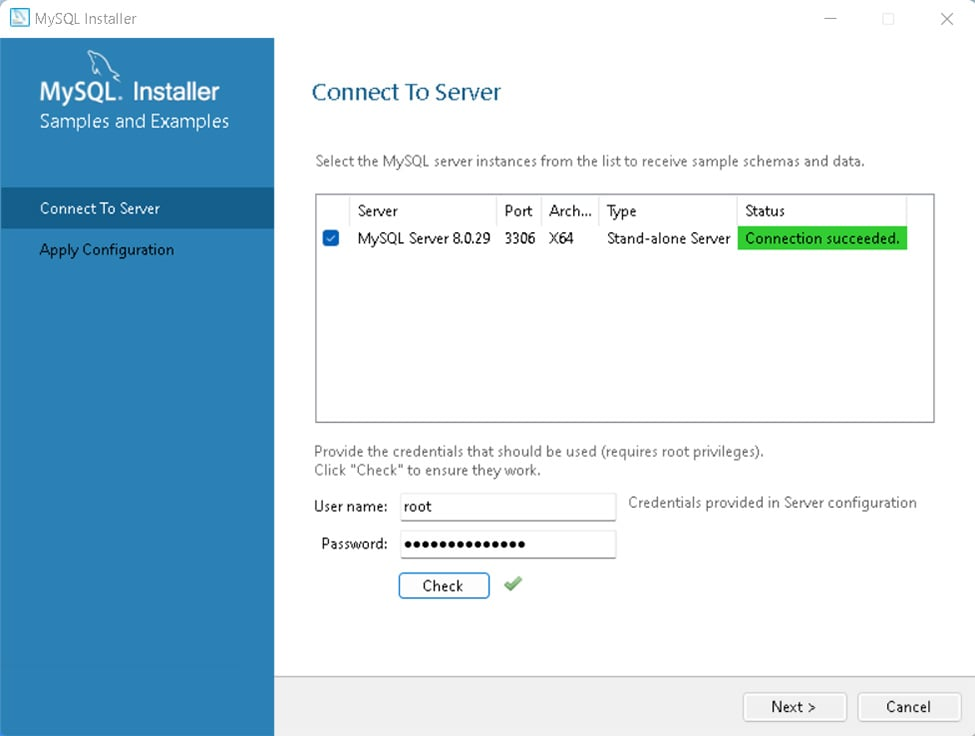 MySQL Installer
MySQL. Installer
Samples and Examples
Connect To Server
Apply Configuration
Connect To Server
Select the MySQL server instances from the list to receive sample schemas and data.
Server Port Arch... Type Status
MySQL Server 8.0.29 3306 X64 Stand-alone Server Connection succeeded.
Provide the credentials that should be used (requires root privileges).
Click "Check" to ensure they work.
User name: root Credentials provided in Server configuration
Password: ••••••••••••••
Check
Next > Cancel